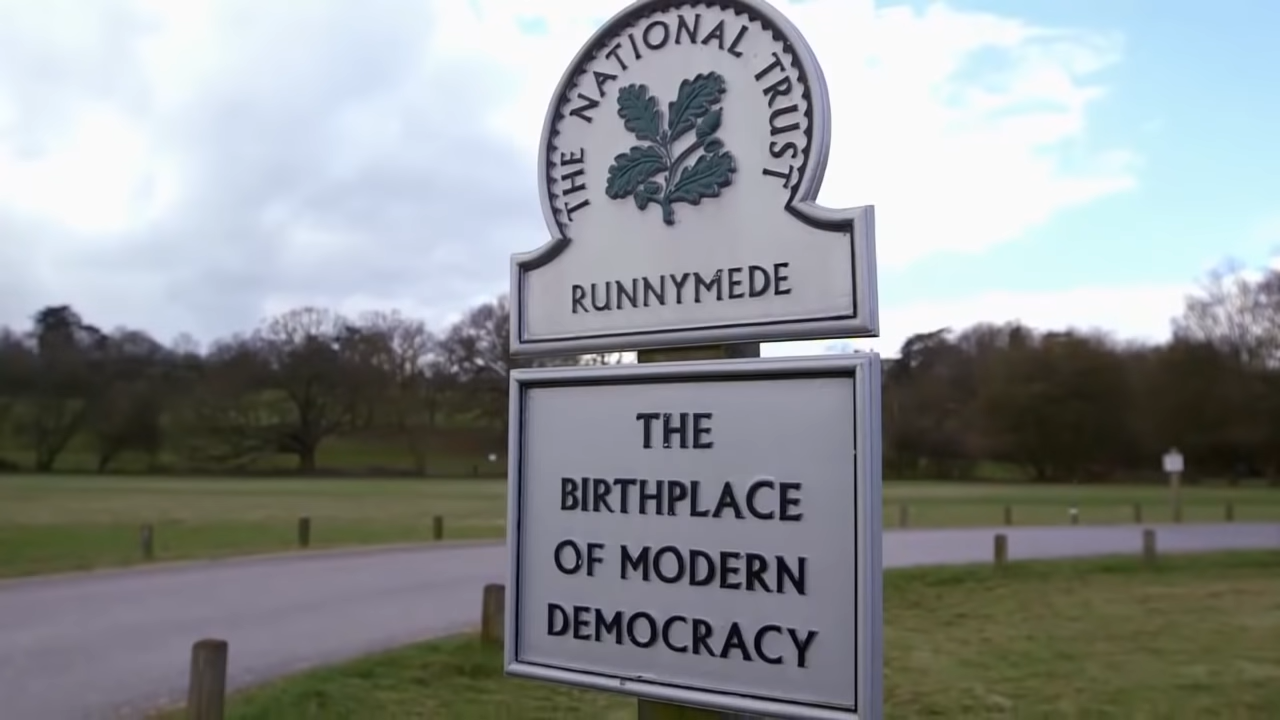 THE NATIONAL TRUST
RUNNYMEDE
THE
BIRTHPLACE
OF MODERN
DEMOCRACY